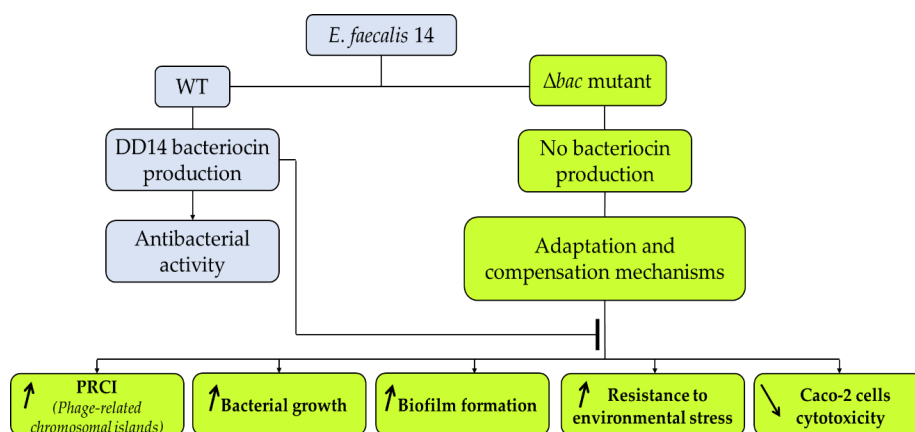 E. faecalis 14
WT
Δbac mutant
DD14 bacteriocin
production
No bacteriocin
production
Antibacterial
activity
Adaptation and
compensation mechanisms
PRCI
(Phage-related
chromosomal islands)
Bacterial growth
Biofilm formation
Resistance to
environmental stress
Caco-2 cells
cytotoxicity